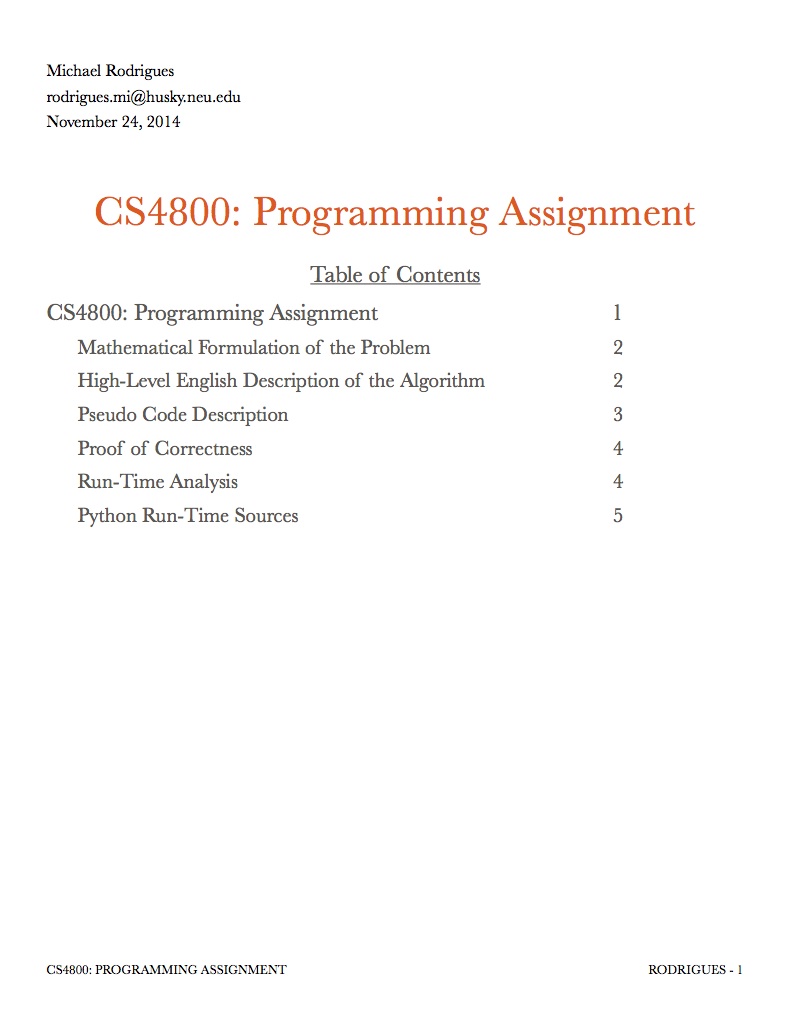 Michael Rodrigues
rodrigues.mi@husky.neu.edu
November 24, 2014
CS4800: Programming Assignment
Table of Contents
CS4800: Programming Assignment 1
Mathematical Formulation of the Problem 2
High-Level English Description of the Algorithm 2
Pseudo Code Description 3
Proof of Correctness 4
Run-Time Analysis 4
Python Run-Time Sources 5
CS4800: PROGRAMMING ASSIGNMENT RODRIGUES - 1